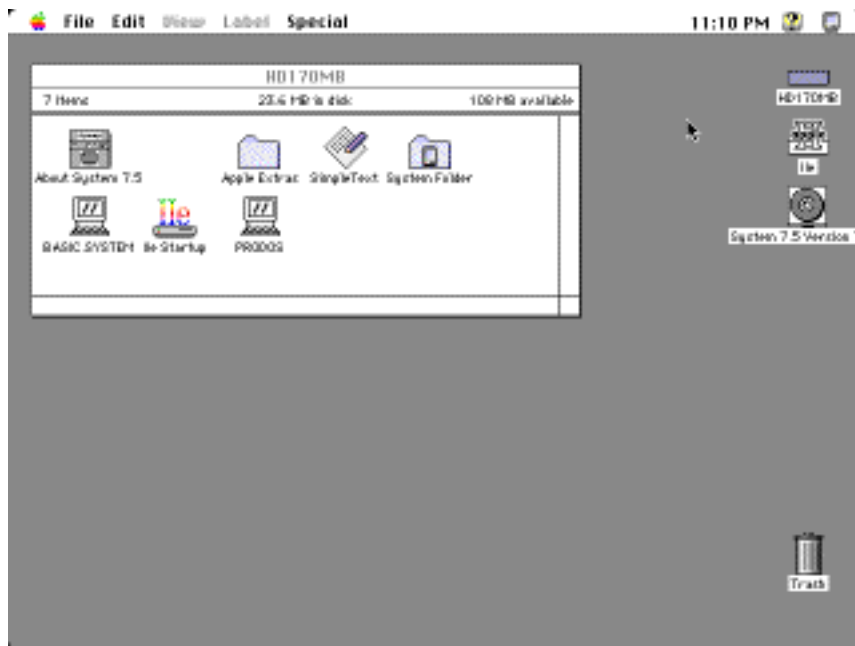 File Edit View Label Special 11:10 PM
HD170MB
7 items 23.6 MB in disk 108 MB available
About System 7.5 Apple Extras SimpleText System Folder
BASIC.SYSTEM IIe Startup PRODOS
HD170MB
IIe
System 7.5 Version 7
Trash